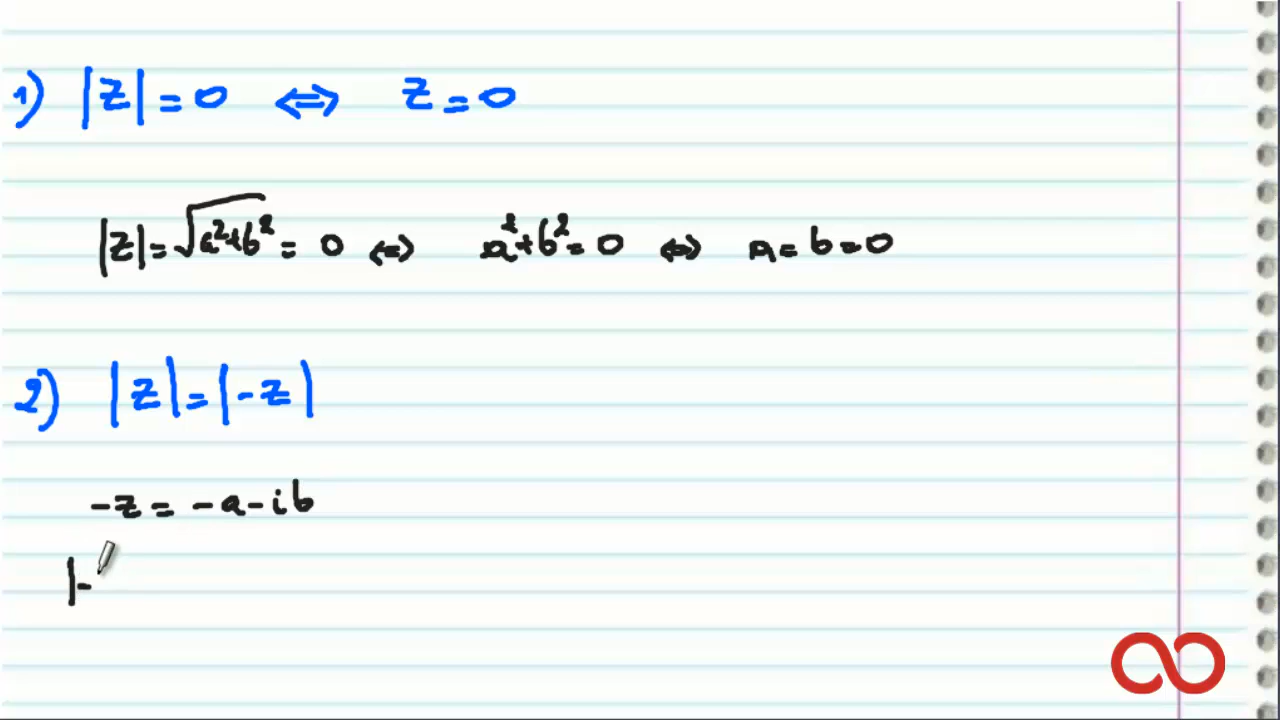 1) |Z| = 0 ⇔ Z = 0
|Z| = √a²+b² = 0 ⇔ a²+b² = 0 ⇔ a = b = 0
2) |Z| = |-Z|
-Z = -a - ib
|-